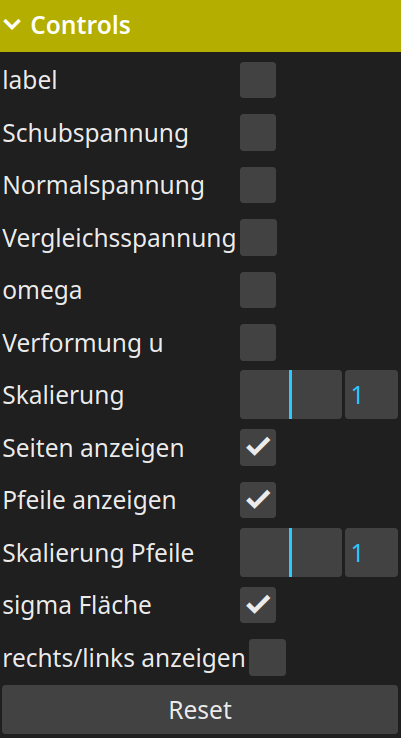 Controls
label
Schubspannung
Normalspannung
Vergleichsspannung
omega
Verformung u
Skalierung 1
Seiten anzeigen
Pfeile anzeigen
Skalierung Pfeile 1
sigma Fläche
rechts/links anzeigen
Reset